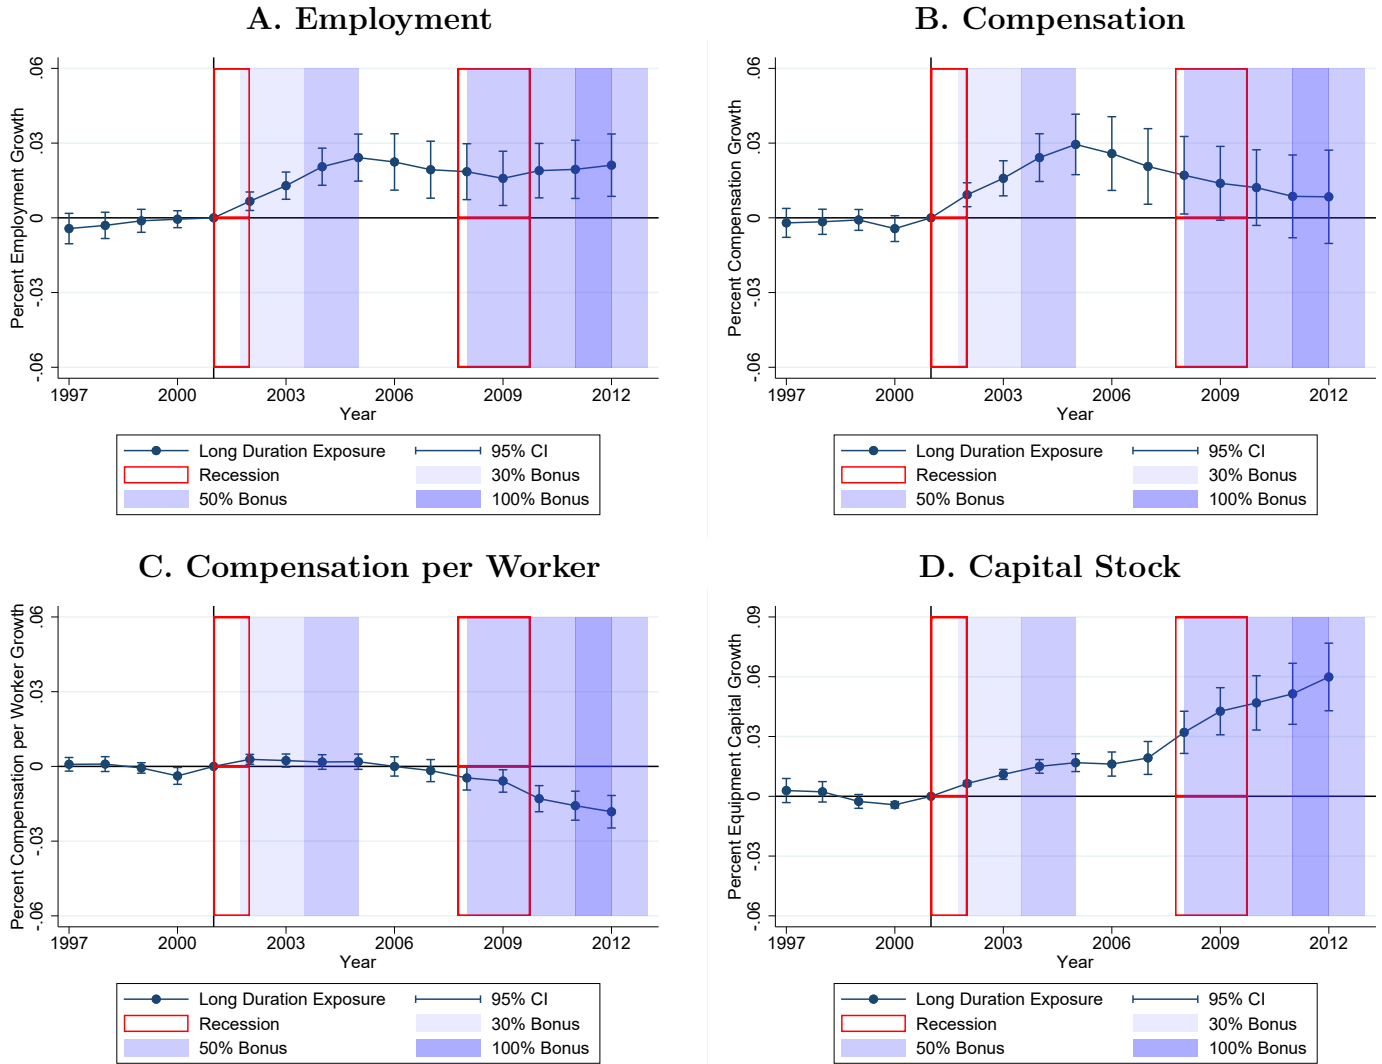 A. Employment
Percent Employment Growth
.06
.03
0
-.03
-.06
1997 2000 2003 2006 2009 2012
Year
Long Duration Exposure 95% CI
Recession 30% Bonus
50% Bonus 100% Bonus
B. Compensation
Percent Compensation Growth
.06
.03
0
-.03
-.06
1997 2000 2003 2006 2009 2012
Year
Long Duration Exposure 95% CI
Recession 30% Bonus
50% Bonus 100% Bonus
C. Compensation per Worker
Percent Compensation per Worker Growth
.06
.03
0
-.03
-.06
1997 2000 2003 2006 2009 2012
Year
Long Duration Exposure 95% CI
Recession 30% Bonus
50% Bonus 100% Bonus
D. Capital Stock
Percent Equipment Capital Growth
.09
.06
.03
0
-.03
-.06
1997 2000 2003 2006 2009 2012
Year
Long Duration Exposure 95% CI
Recession 30% Bonus
50% Bonus 100% Bonus